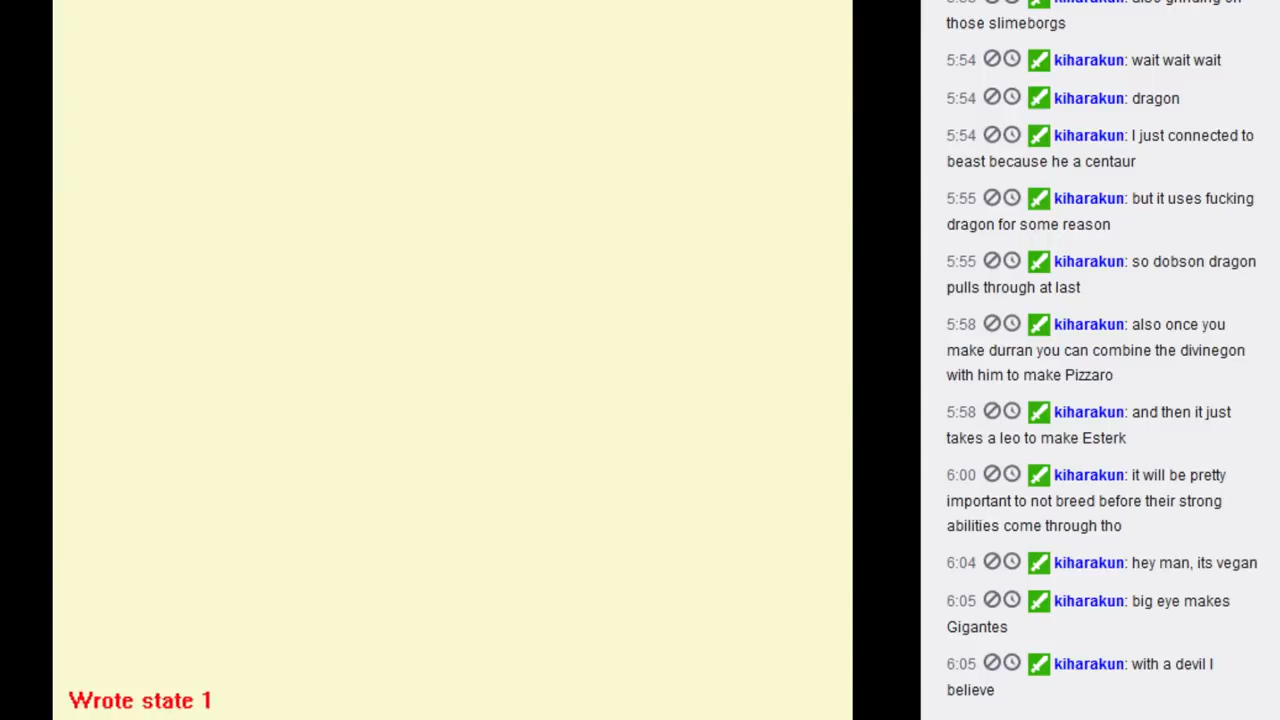 those slimeborgs
5:54 kiharakun: wait wait wait
5:54 kiharakun: dragon
5:54 kiharakun: I just connected to
beast because he a centaur
5:55 kiharakun: but it uses fucking
dragon for some reason
5:55 kiharakun: so dobson dragon
pulls through at last
5:58 kiharakun: also once you
make durran you can combine the divinegon
with him to make Pizzaro
5:58 kiharakun: and then it just
takes a leo to make Esterk
6:00 kiharakun: it will be pretty
important to not breed before their strong
abilities come through tho
6:04 kiharakun: hey man, its vegan
6:05 kiharakun: big eye makes
Gigantes
6:05 kiharakun: with a devil I
believe
Wrote state 1